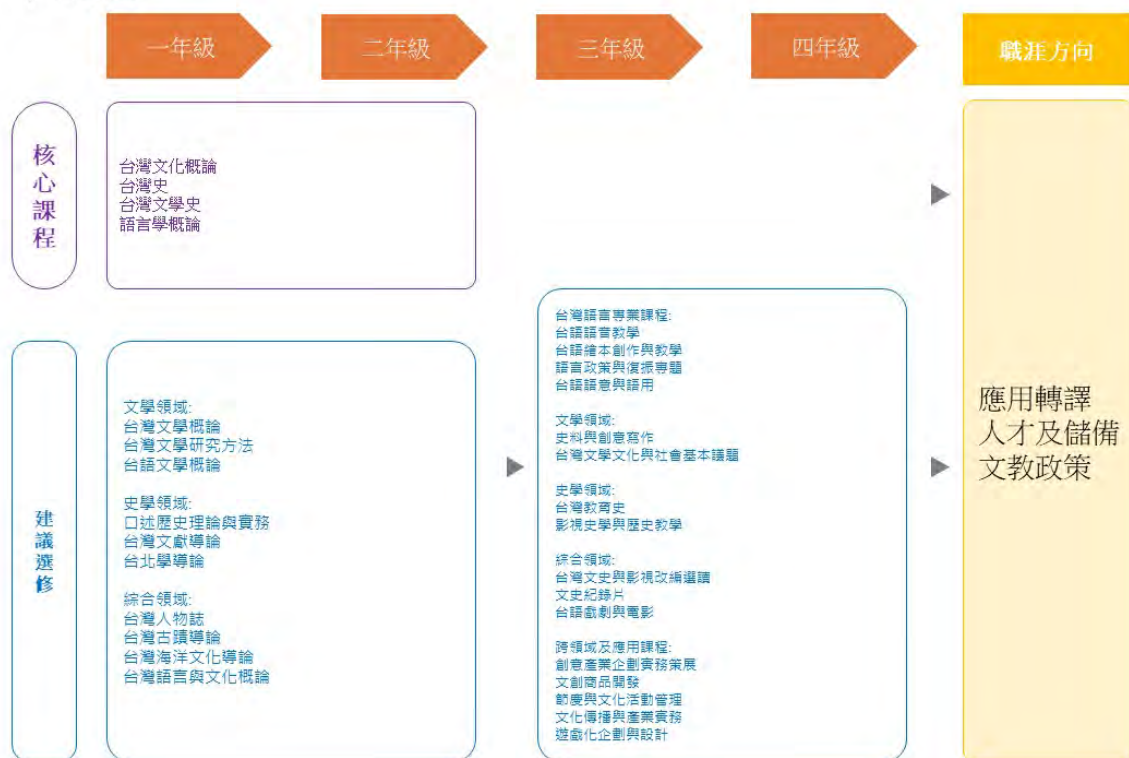 一年級
二年級
三年級
四年級
職涯方向
核心課程
台灣文化概論
台灣史
台灣文學史
語言學概論
建議選修
文學領域:
台灣文學概論
台灣文學研究方法
台語文學概論
史學領域:
口述歷史理論與實務
台灣文獻導論
台北學導論
綜合領域:
台灣人物誌
台灣古蹟導論
台灣海洋文化導論
台灣語言與文化概論
台灣語言專業課程:
台語語音教學
台語繪本創作與教學
語言政策與復振專題
台語語意與語用
文學領域:
史料與創意寫作
台灣文學文化與社會基本議題
史學領域:
台灣教育史
影視史學與歷史教學
綜合領域:
台灣文史與影視改編選讀
文史紀錄片
台語戲劇與電影
跨領域及應用課程:
創意產業企劃實務策展
文創商品開發
節慶與文化活動管理
文化傳播與產業實務
遊戲化企劃與設計
應用轉譯
人才及儲備
文教政策